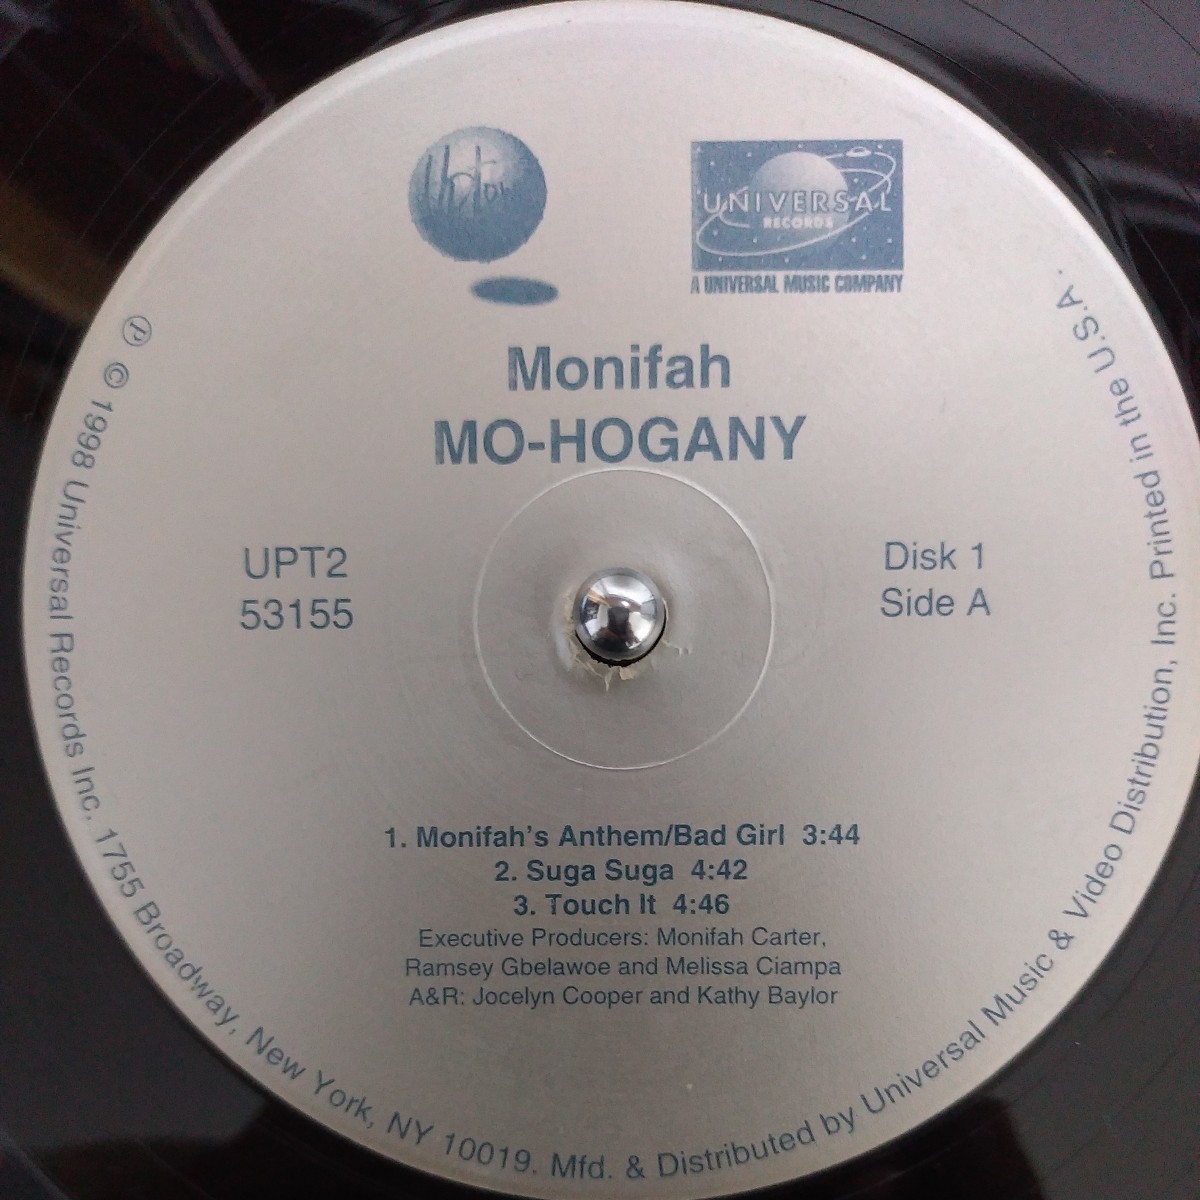 Uptown
UNIVERSAL
RECORDS
A UNIVERSAL MUSIC COMPANY
Monifah
MO-HOGANY
UPT2
53155
Disk 1
Side A
1. Monifah's Anthem/Bad Girl 3:44
2. Suga Suga 4:42
3. Touch It 4:46
Executive Producers: Monifah Carter,
Ramsey Gbelawoe and Melissa Ciampa
A&R: Jocelyn Cooper and Kathy Baylor
℗ © 1998 Universal Records Inc. 1755 Broadway, New York, NY 10019. Mfd. & Distributed by Universal Music & Video Distribution, Inc. Printed in the U.S.A.